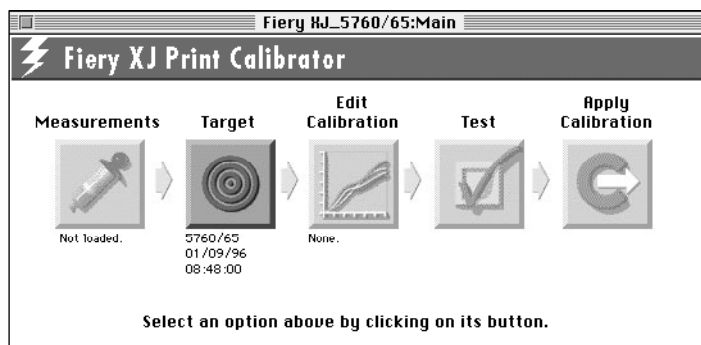 Fiery XJ_5760/65:Main
Fiery XJ Print Calibrator
Measurements
Target
Edit
Calibration
Test
Apply
Calibration
Not loaded.
5760/65
01/09/96
08:48:00
None.
Select an option above by clicking on its button.